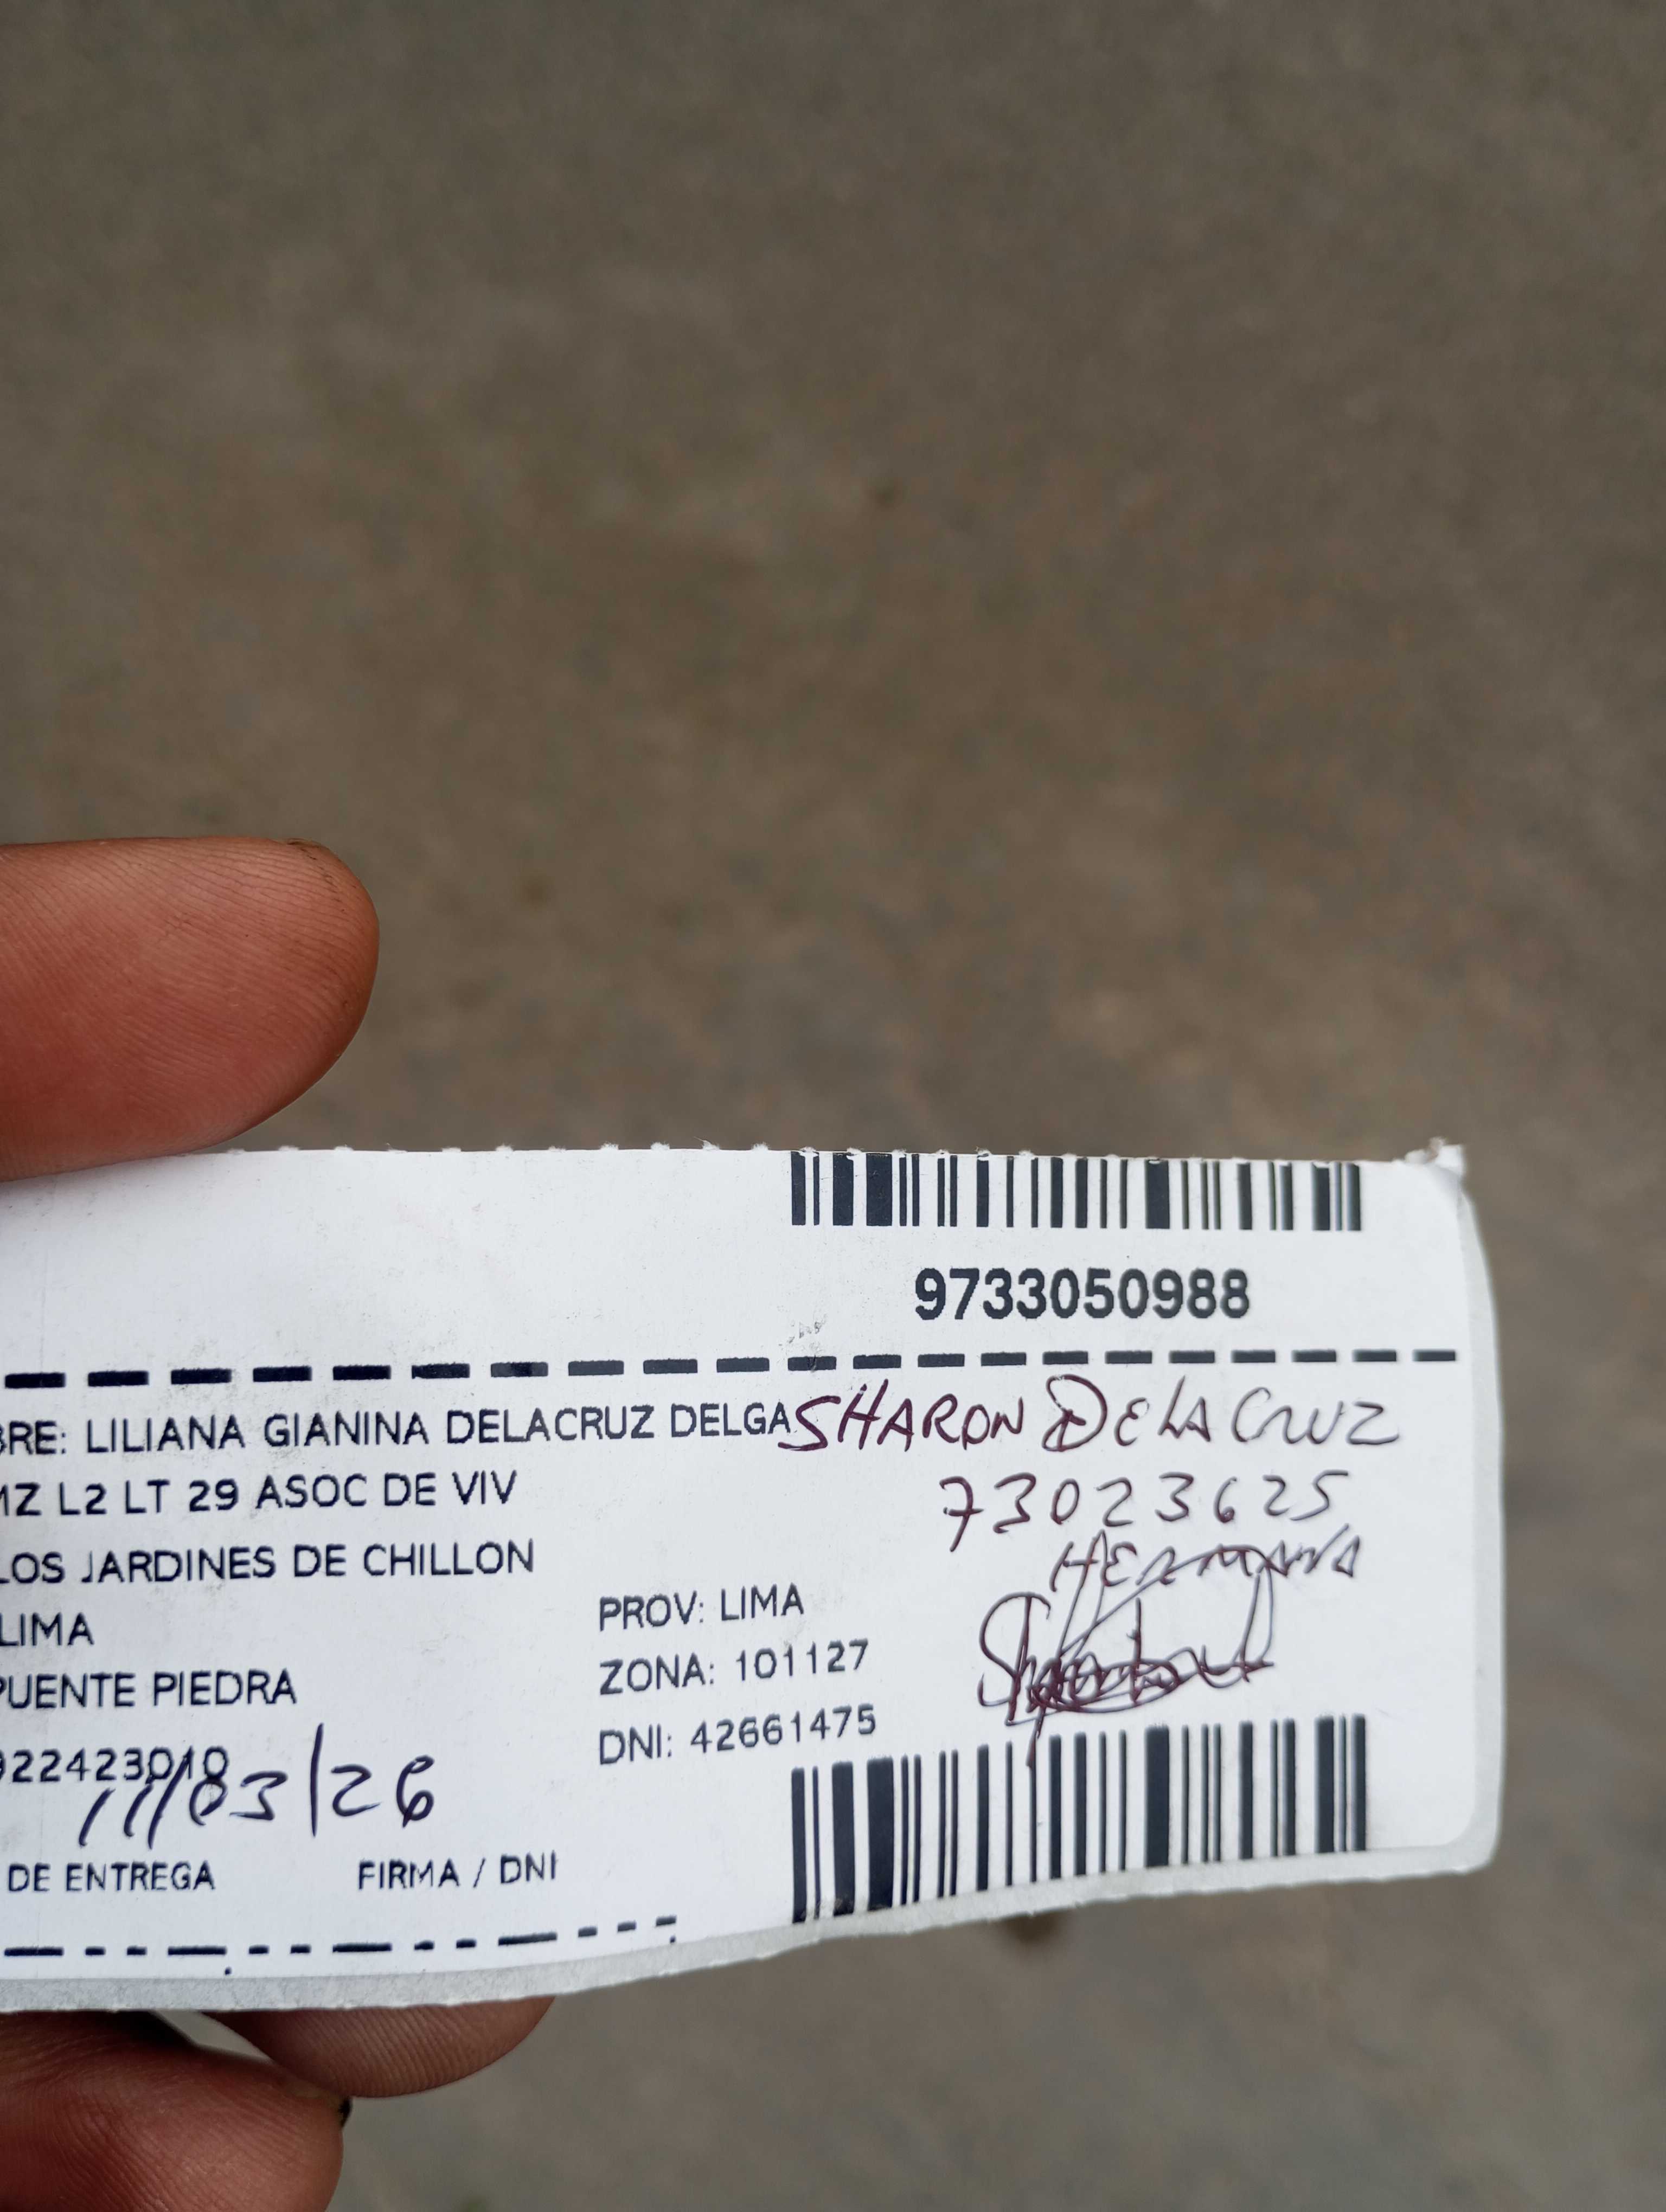 9733050988
BRE: LILIANA GIANINA DELACRUZ DELGA
SHARON DE LA CRUZ
MZ L2 LT 29 ASOC DE VIV
73023625
LOS JARDINES DE CHILLON
HERMANA
LIMA
PROV: LIMA
PUENTE PIEDRA
ZONA: 101127
922423010
DNI: 42661475
11/03/26
DE ENTREGA
FIRMA / DNI